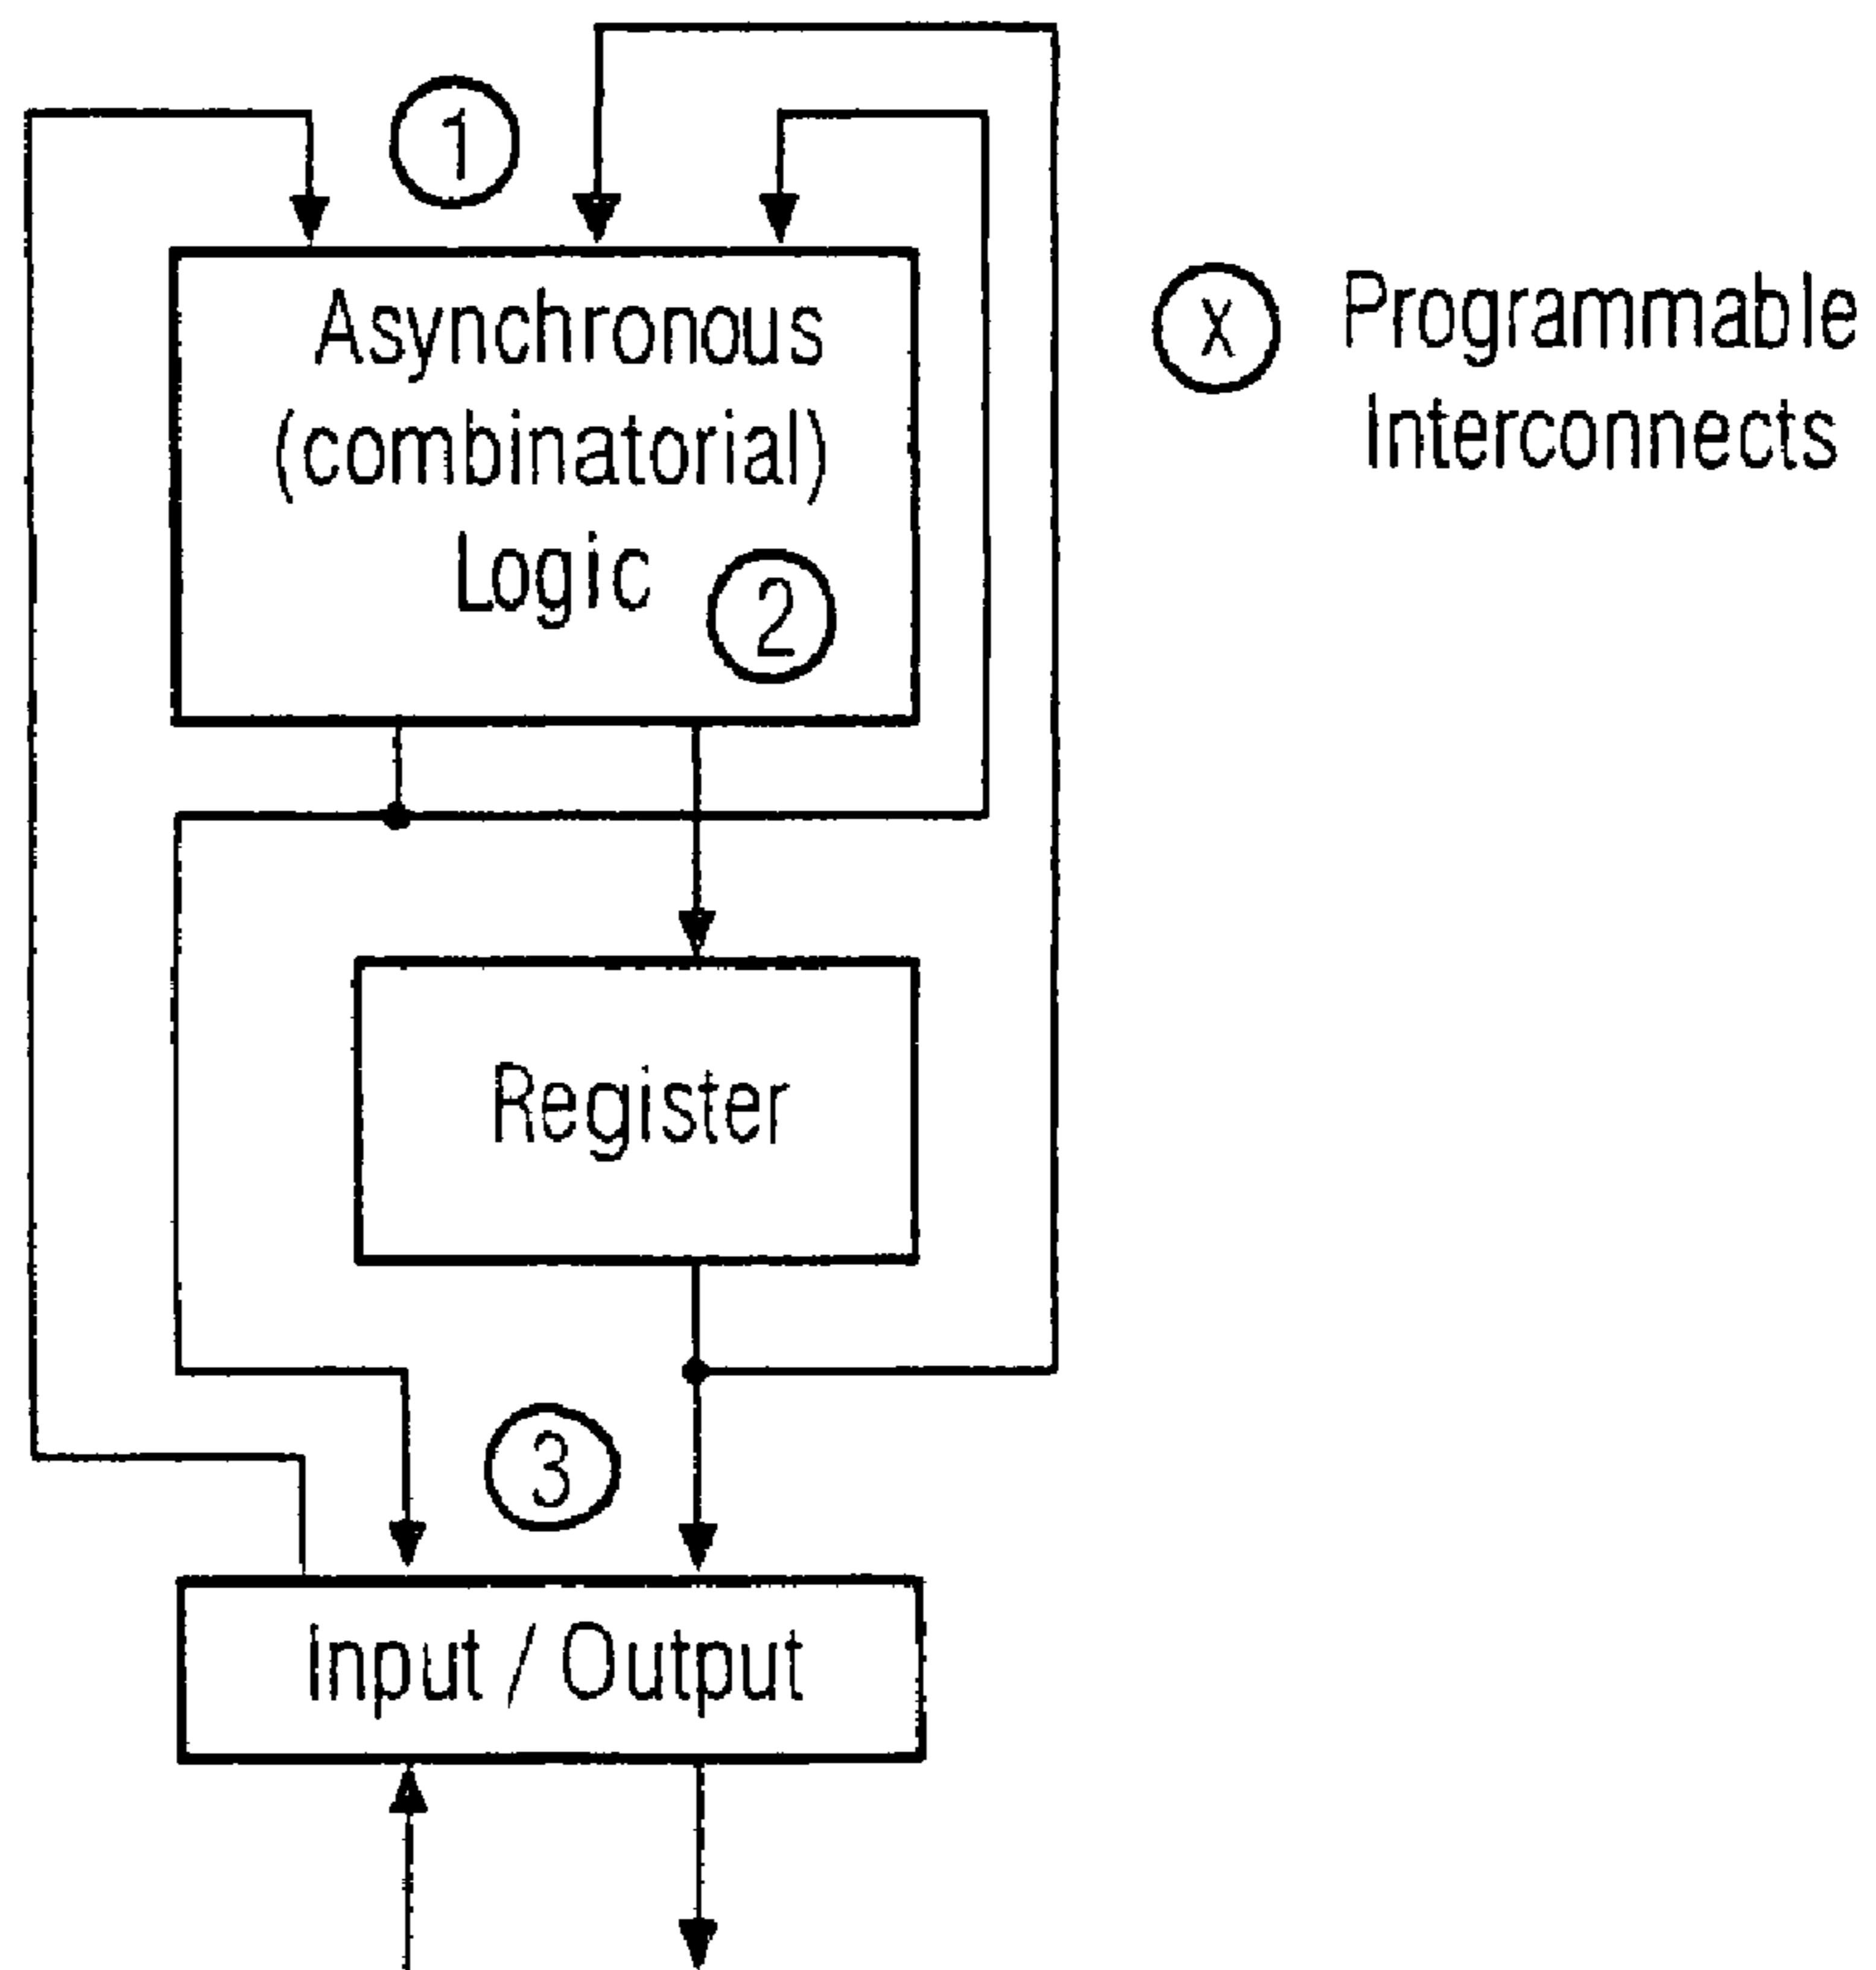 1
Asynchronous
(combinatorial)
Logic
2
X Programmable
Interconnects
Register
3
Input / Output